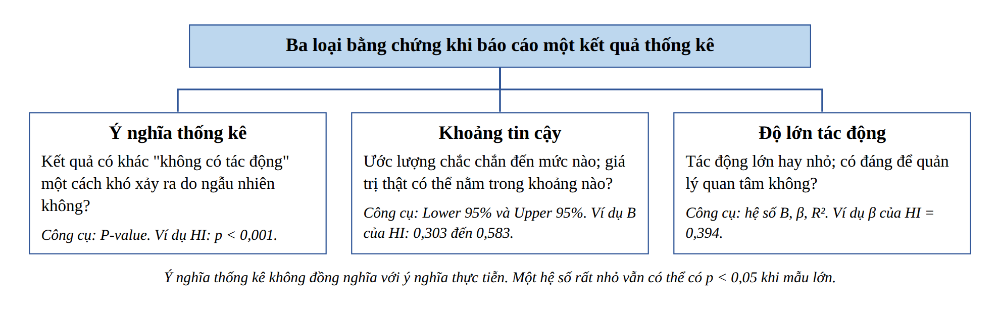 Ba loại bằng chứng khi báo cáo một kết quả thống kê
Ý nghĩa thống kê
Kết quả có khác "không có tác động"
một cách khó xảy ra do ngẫu nhiên
không?
Công cụ: P-value. Ví dụ HI: p < 0,001.
Khoảng tin cậy
Ước lượng chắc chắn đến mức nào; giá
trị thật có thể nằm trong khoảng nào?
Công cụ: Lower 95% và Upper 95%. Ví dụ B
của HI: 0,303 đến 0,583.
Độ lớn tác động
Tác động lớn hay nhỏ; có đáng để quản
lý quan tâm không?
Công cụ: hệ số B, β, R². Ví dụ β của HI =
0,394.
Ý nghĩa thống kê không đồng nghĩa với ý nghĩa thực tiễn. Một hệ số rất nhỏ vẫn có thể có p < 0,05 khi mẫu lớn.